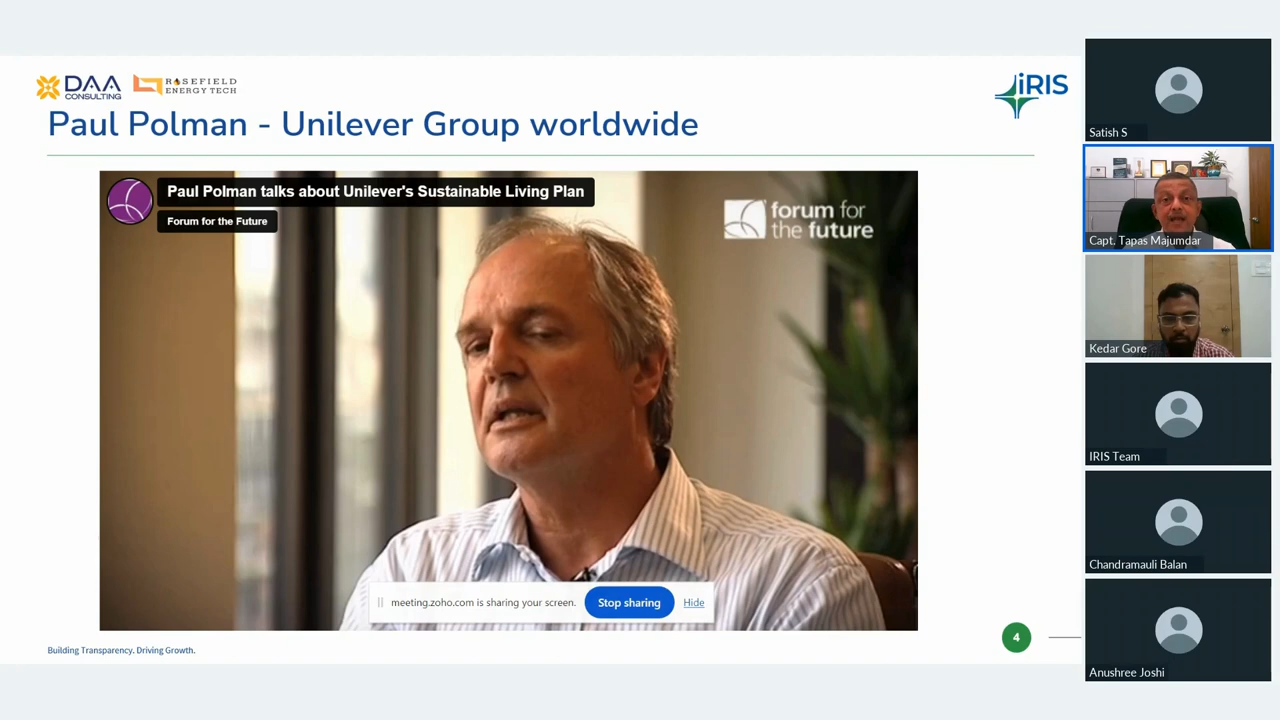 DAA
CONSULTING
RASEFIELD
ENERGY TECH
iRIS
Paul Polman - Unilever Group worldwide
Paul Polman talks about Unilever's Sustainable Living Plan
Forum for the Future
forum for
the future
meeting.zoho.com is sharing your screen.
Stop sharing
Hide
4
Building Transparency. Driving Growth.
Satish S
Capt. Tapas Majumdar
Kedar Gore
IRIS Team
Chandramauli Balan
Anushree Joshi